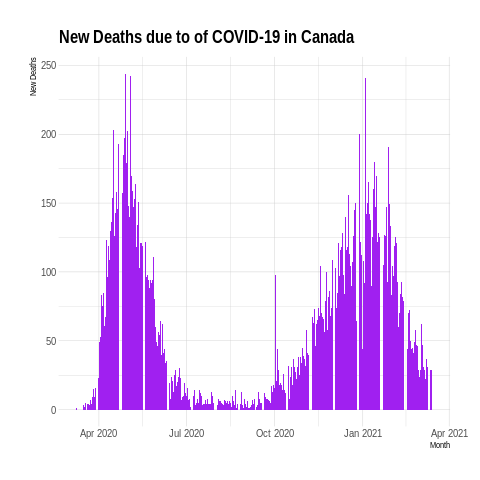 New Deaths due to of COVID-19 in Canada
New Deaths
250
200
150
100
50
0
Apr 2020
Jul 2020
Oct 2020
Jan 2021
Apr 2021
Month